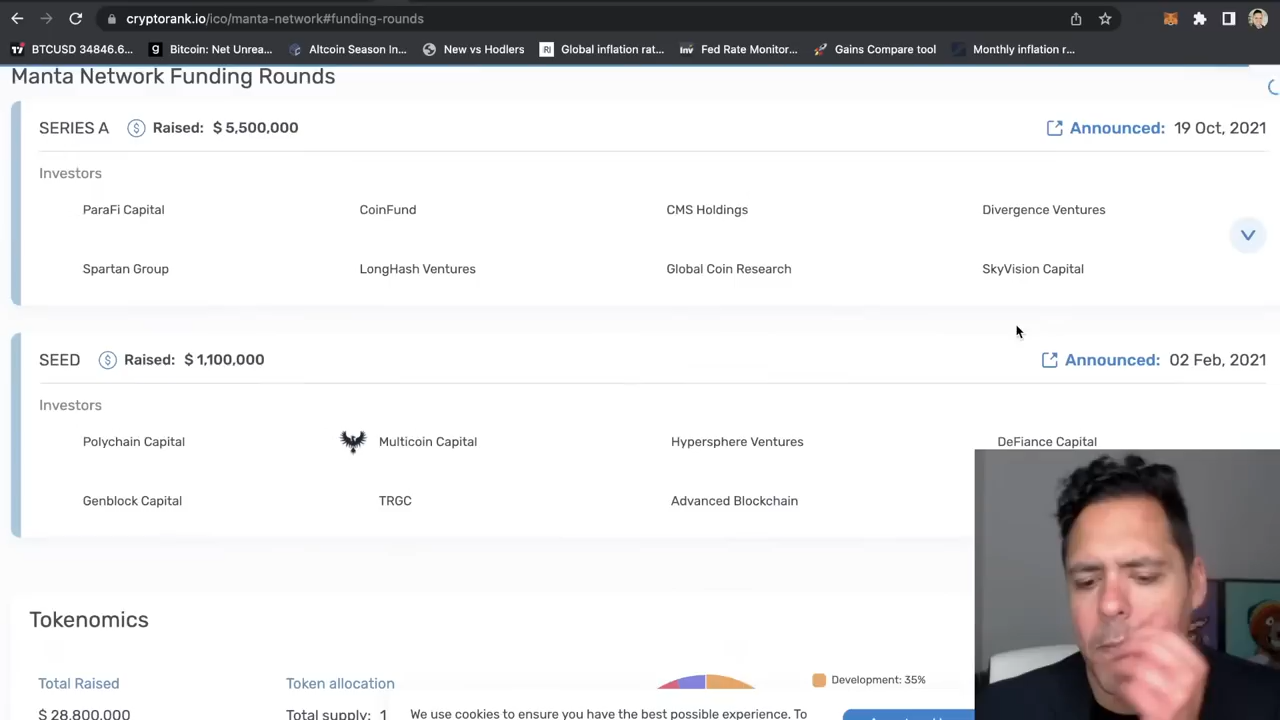 cryptorank.io/ico/manta-network#funding-rounds
BTCUSD 34846.6... Bitcoin: Net Unrea... Altcoin Season In... New vs Hodlers RI Global inflation rat... Inv Fed Rate Monitor... Gains Compare tool Monthly inflation r...
Manta Network Funding Rounds
SERIES A $ Raised: $ 5,500,000 Announced: 19 Oct, 2021
Investors
ParaFi Capital CoinFund CMS Holdings Divergence Ventures
Spartan Group LongHash Ventures Global Coin Research SkyVision Capital
SEED $ Raised: $ 1,100,000 Announced: 02 Feb, 2021
Investors
Polychain Capital Multicoin Capital Hypersphere Ventures DeFiance Capital
Genblock Capital TRGC Advanced Blockchain
Tokenomics
Total Raised Token allocation Development: 35%
$ 28,800,000 Total supply: 1
We use cookies to ensure you have the best possible experience. To